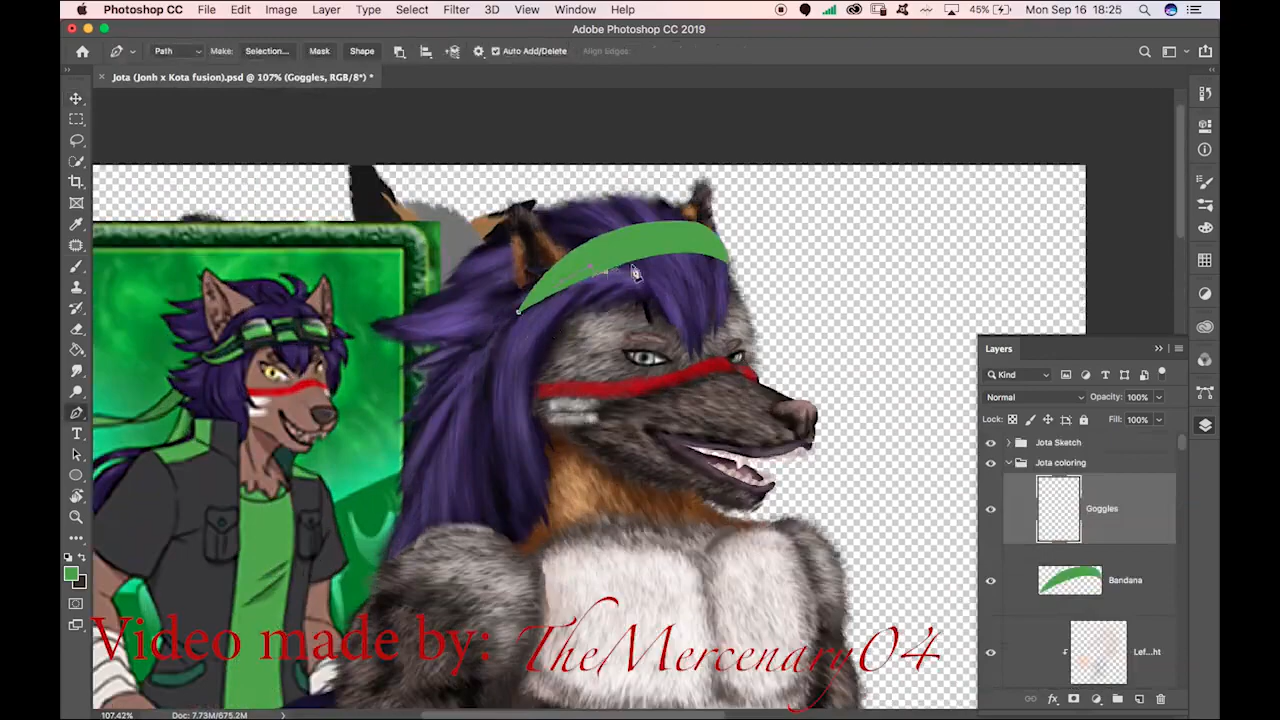 Photoshop CC File Edit Image Layer Type Select Filter 3D View Window Help 45% Mon Sep 16 18:25
Adobe Photoshop CC 2019
Path Make: Selection... Mask Shape Auto Add/Delete Align Edges:
Jota (Jonh x Kota fusion).psd @ 107% (Goggles, RGB/8*) *
Layers
Kind
Normal Opacity: 100%
Lock: Fill: 100%
Jota Sketch
Jota coloring
Goggles
Bandana
Lef...ht
Video made by: TheMercenary04
107.42% Doc: 7.73M/675.2M